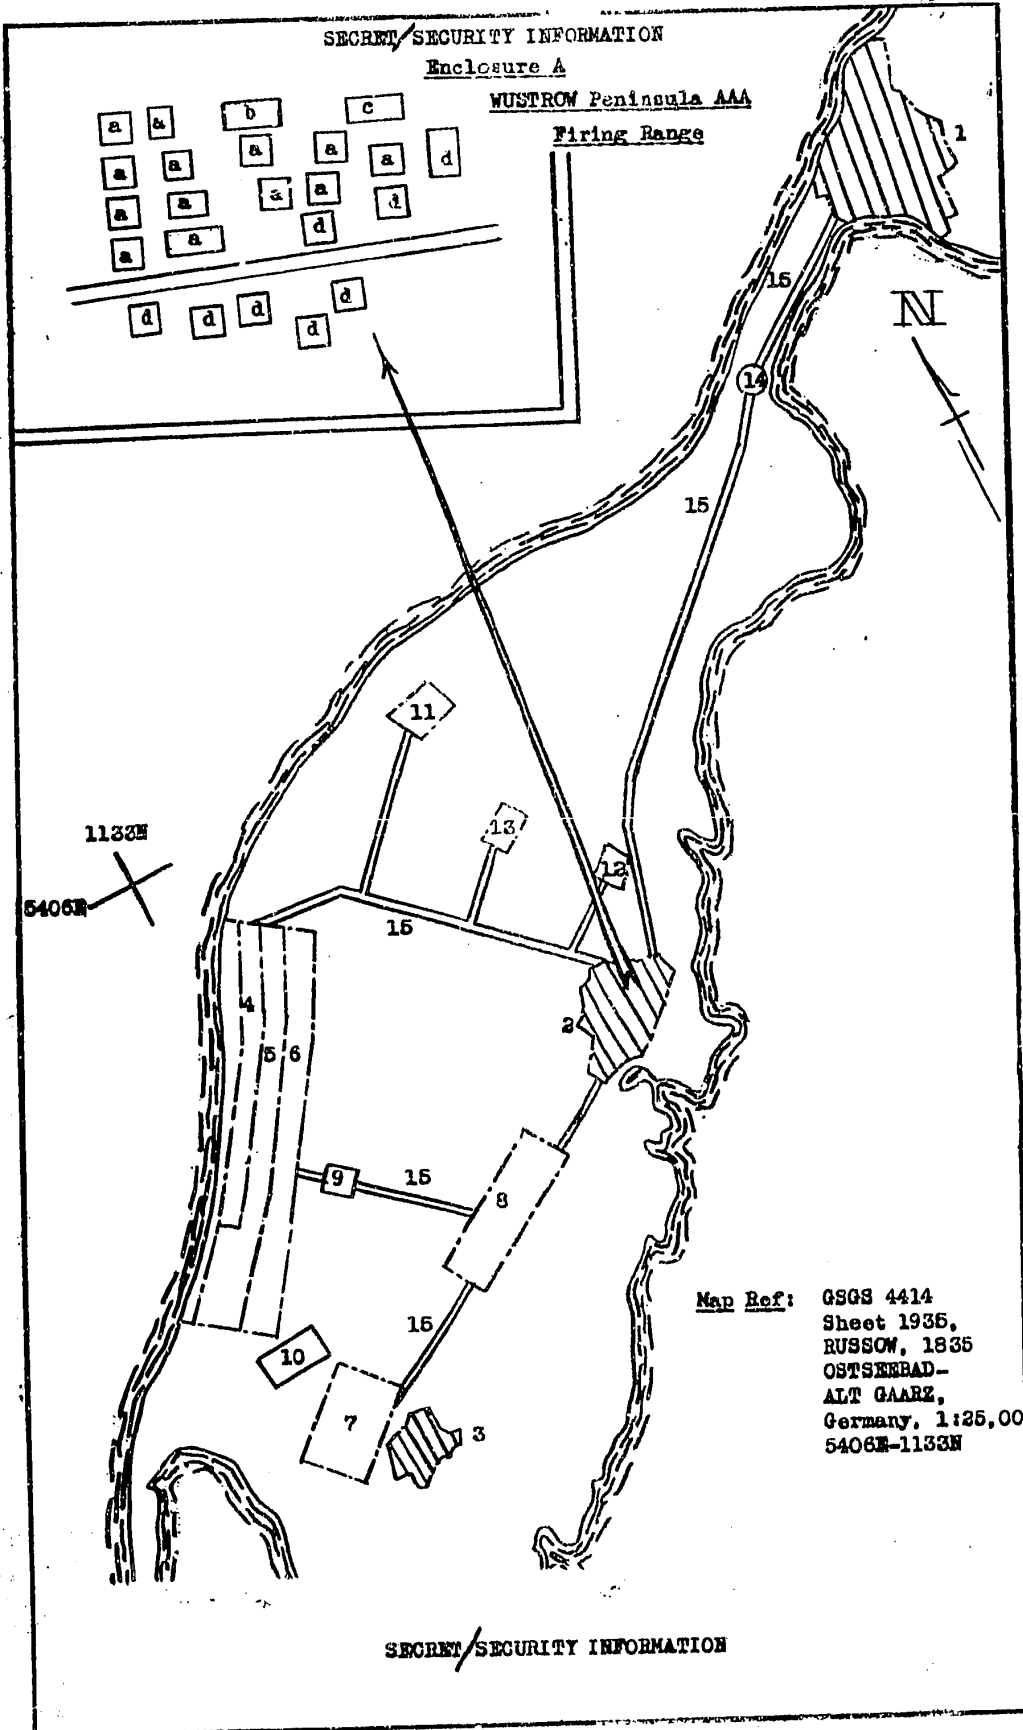 SECRET/SECURITY INFORMATION
Enclosure A
WUSTROW Peninsula AAA
Firing Range
a a b c
a a a a a d
a a a a d
a a d
d d d d d
1
N
15
14
15
11
13
12
1133N
5406E
15
4
2
5 6
9 15 8
15
10
7 3
Map Ref: GSGS 4414
Sheet 1935,
RUSSOW, 1835
OSTSEEBAD-
ALT GAARZ,
Germany, 1:25,00
5406E-1133N
SECRET/SECURITY INFORMATION